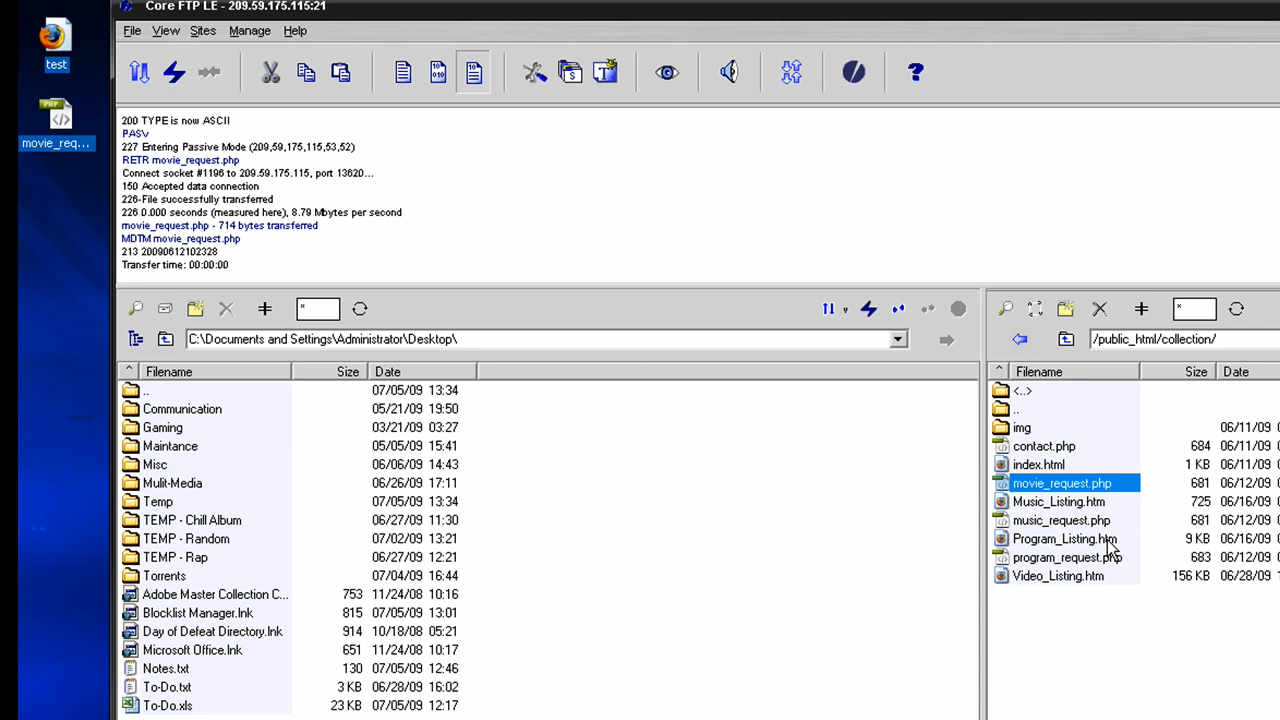 Core FTP LE - 209.59.175.115:21
File View Sites Manage Help
test
PHP
movie_req...
200 TYPE is now ASCII
PASV
227 Entering Passive Mode (209,59,175,115,53,52)
RETR movie_request.php
Connect socket #1196 to 209.59.175.115, port 13620...
150 Accepted data connection
226-File successfully transferred
226 0.000 seconds (measured here), 8.79 Mbytes per second
movie_request.php - 714 bytes transferred
MDTM movie_request.php
213 20090612102328
Transfer time: 00:00:00
C:\Documents and Settings\Administrator\Desktop\
Filename Size Date
.. 07/05/09 13:34
Communication 05/21/09 19:50
Gaming 03/21/09 03:27
Maintance 05/05/09 15:41
Misc 06/06/09 14:43
Mulit-Media 06/26/09 17:11
Temp 07/05/09 13:34
TEMP - Chill Album 06/27/09 11:30
TEMP - Random 07/02/09 13:21
TEMP - Rap 06/27/09 12:21
Torrents 07/04/09 16:44
Adobe Master Collection C... 753 11/24/08 10:16
Blocklist Manager.lnk 815 07/05/09 13:01
Day of Defeat Directory.lnk 914 10/18/08 05:21
Microsoft Office.lnk 651 11/24/08 10:17
Notes.txt 130 07/05/09 12:46
To-Do.txt 3 KB 06/28/09 16:02
To-Do.xls 23 KB 07/05/09 12:17
/public_html/collection/
Filename Size Date
<..>
..
img 06/11/09
contact.php 684 06/11/09
index.html 1 KB 06/11/09
movie_request.php 681 06/12/09
Music_Listing.htm 725 06/16/09
music_request.php 681 06/12/09
Program_Listing.htm 9 KB 06/16/09
program_request.php 683 06/12/09
Video_Listing.htm 156 KB 06/28/09